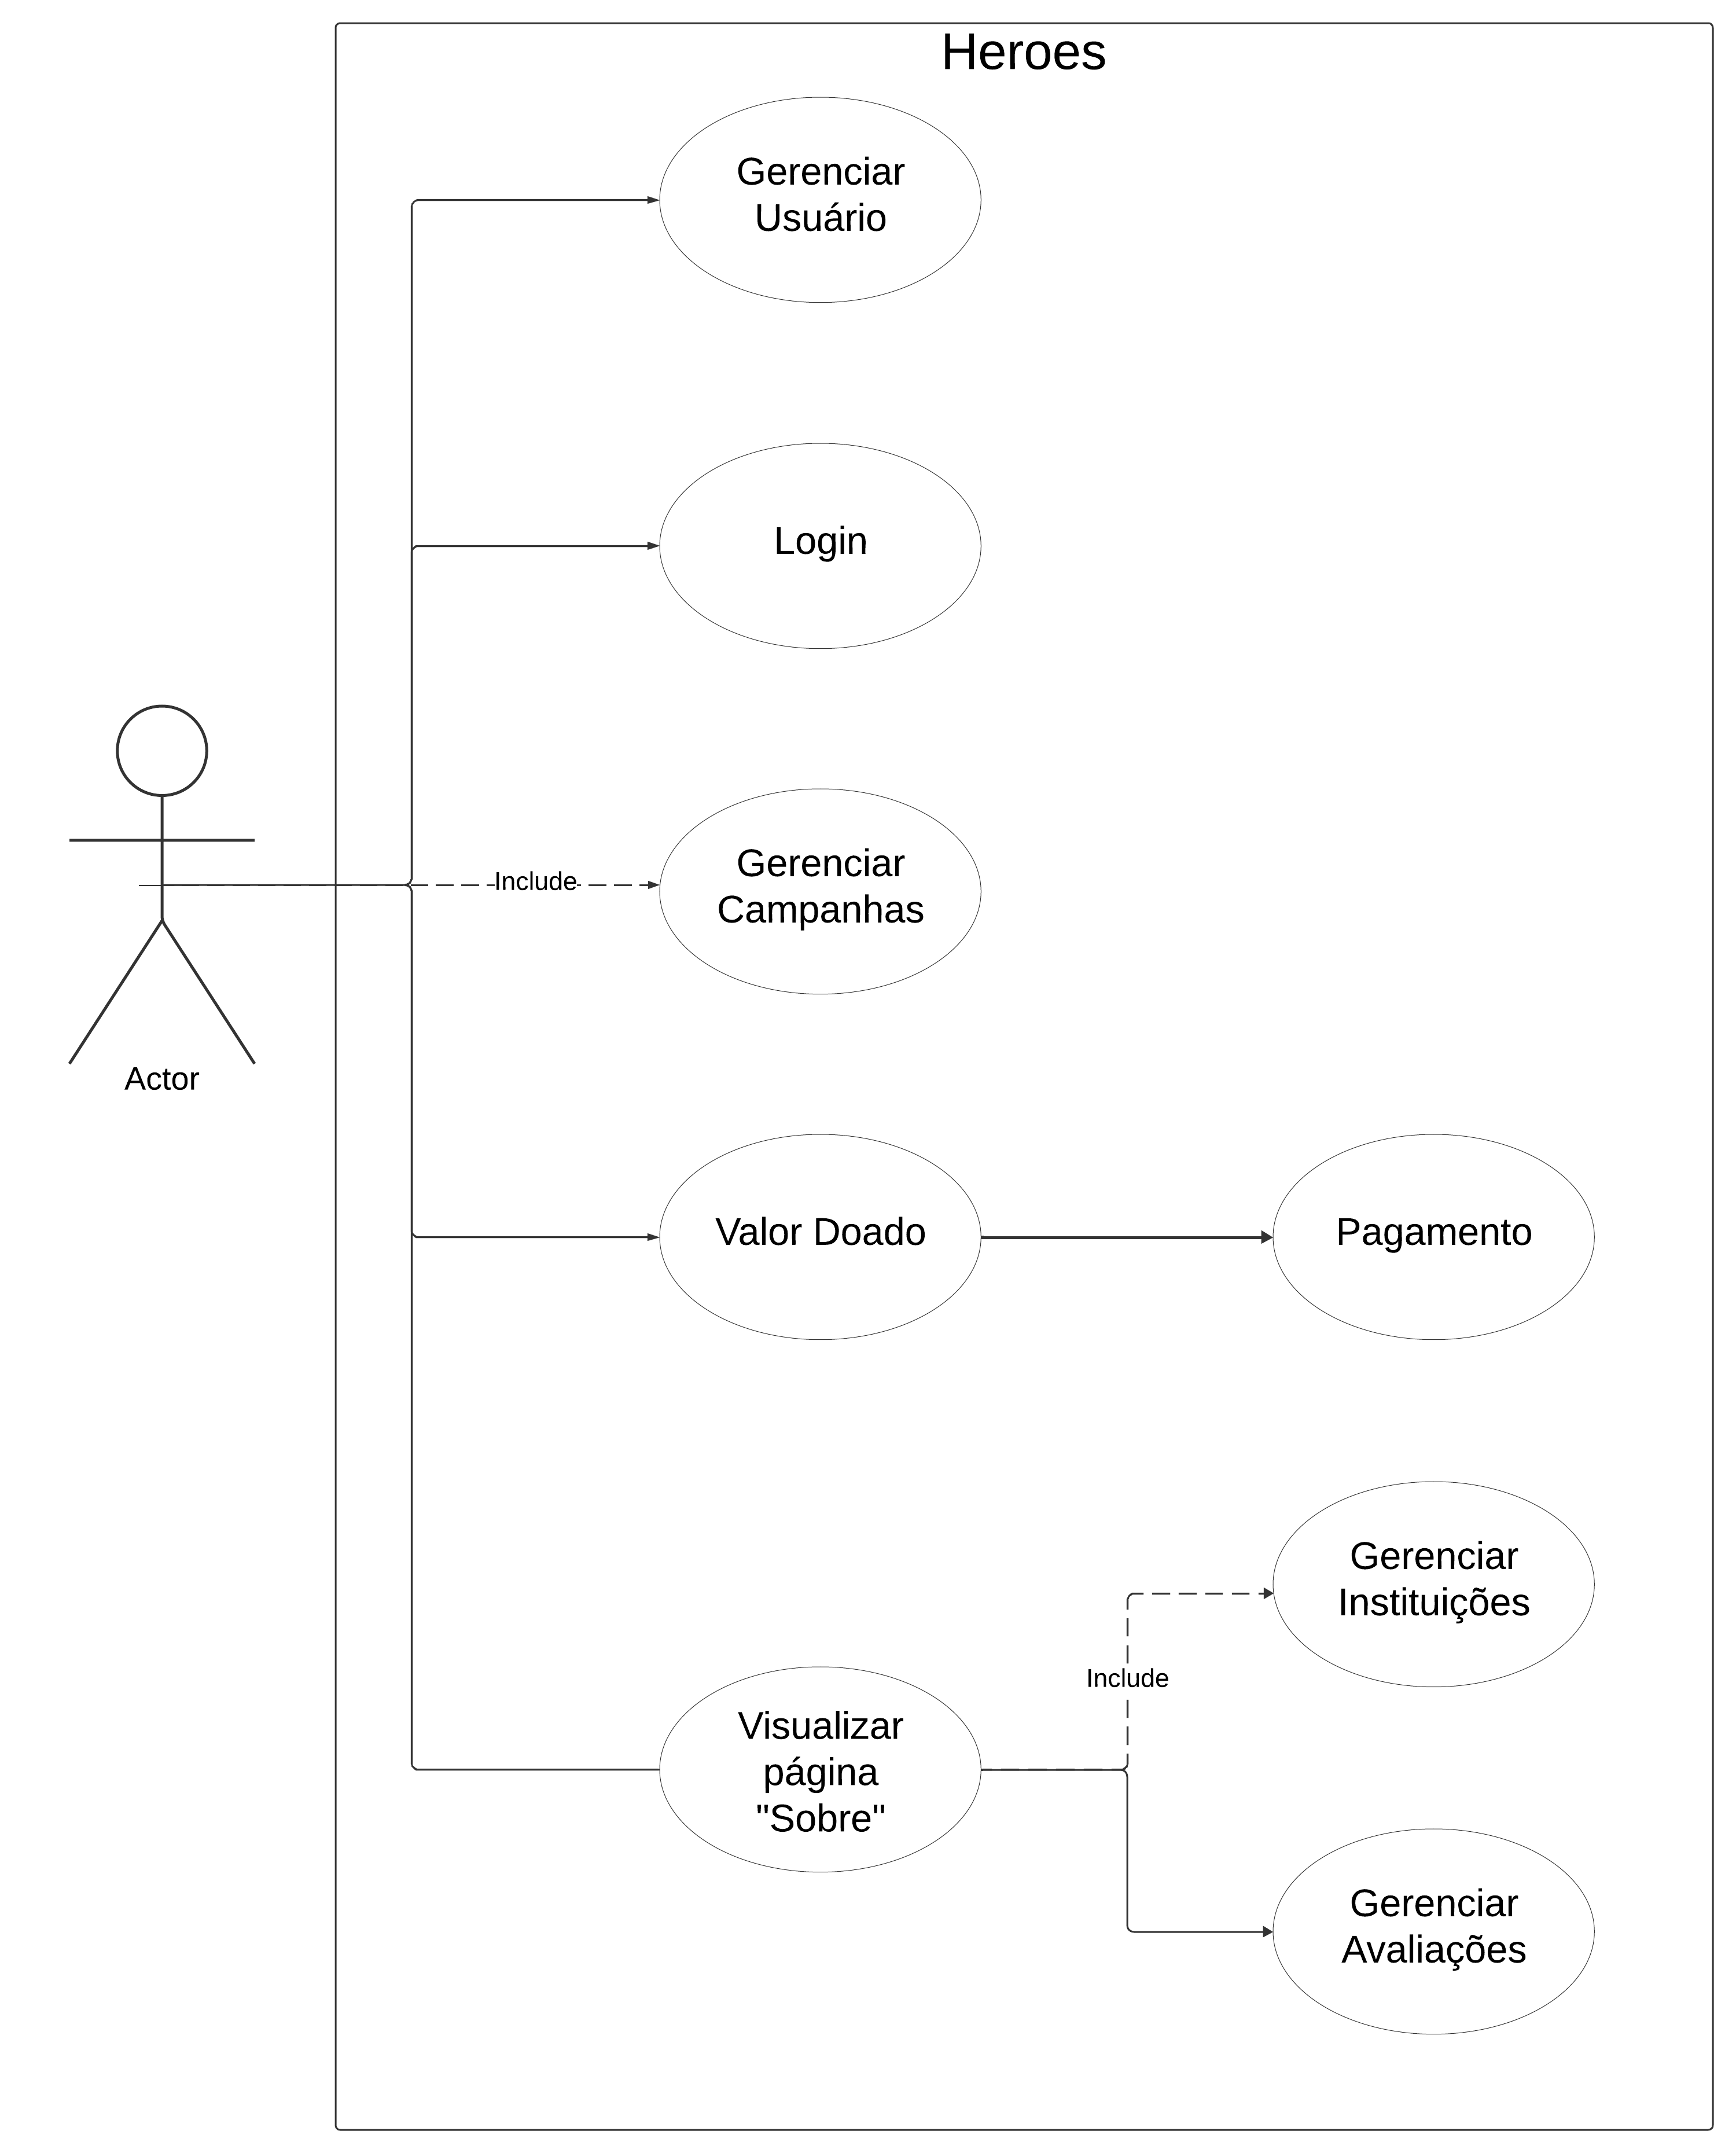 Heroes
Gerenciar
Usuário
Login
Gerenciar
Campanhas
Include
Actor
Valor Doado
Pagamento
Gerenciar
Instituições
Include
Visualizar
página
"Sobre"
Gerenciar
Avaliações